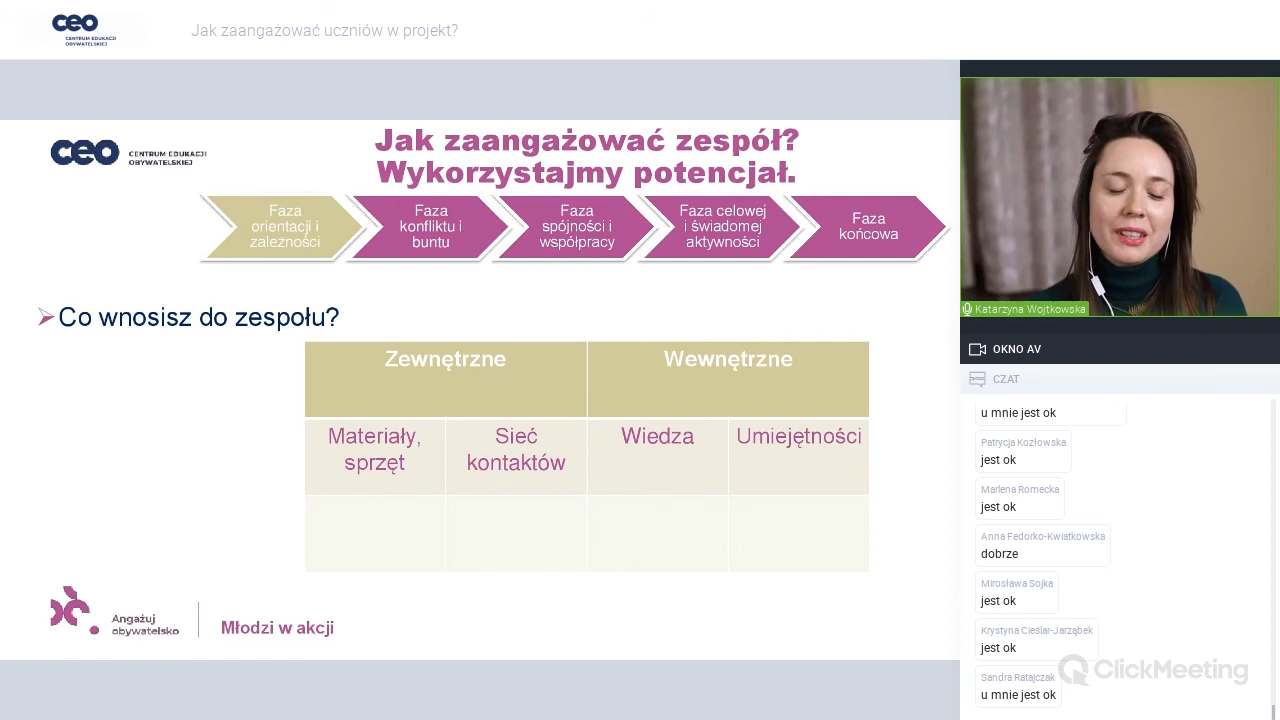 ceo
CENTRUM EDUKACJI
OBYWATELSKIEJ
Jak zaangażować uczniów w projekt?
ceo
CENTRUM EDUKACJI
OBYWATELSKIEJ
Jak zaangażować zespół?
Wykorzystajmy potencjał.
Faza
orientacji i
zależności
Faza
konfliktu i
buntu
Faza
spójności i
współpracy
Faza celowej
i świadomej
aktywności
Faza
końcowa
Co wnosisz do zespołu?
Zewnętrzne
Wewnętrzne
Materiały,
sprzęt
Sieć
kontaktów
Wiedza
Umiejętności
Angażuj
obywatelsko
Młodzi w akcji
Katarzyna Wojtkowska
OKNO AV
CZAT
u mnie jest ok
Patrycja Kozłowska
jest ok
Marlena Romecka
jest ok
Anna Fedorko-Kwiatkowska
dobrze
Mirosława Sojka
jest ok
Krystyna Cieślar-Jarząbek
jest ok
Sandra Ratajczak
u mnie jest ok
ClickMeeting